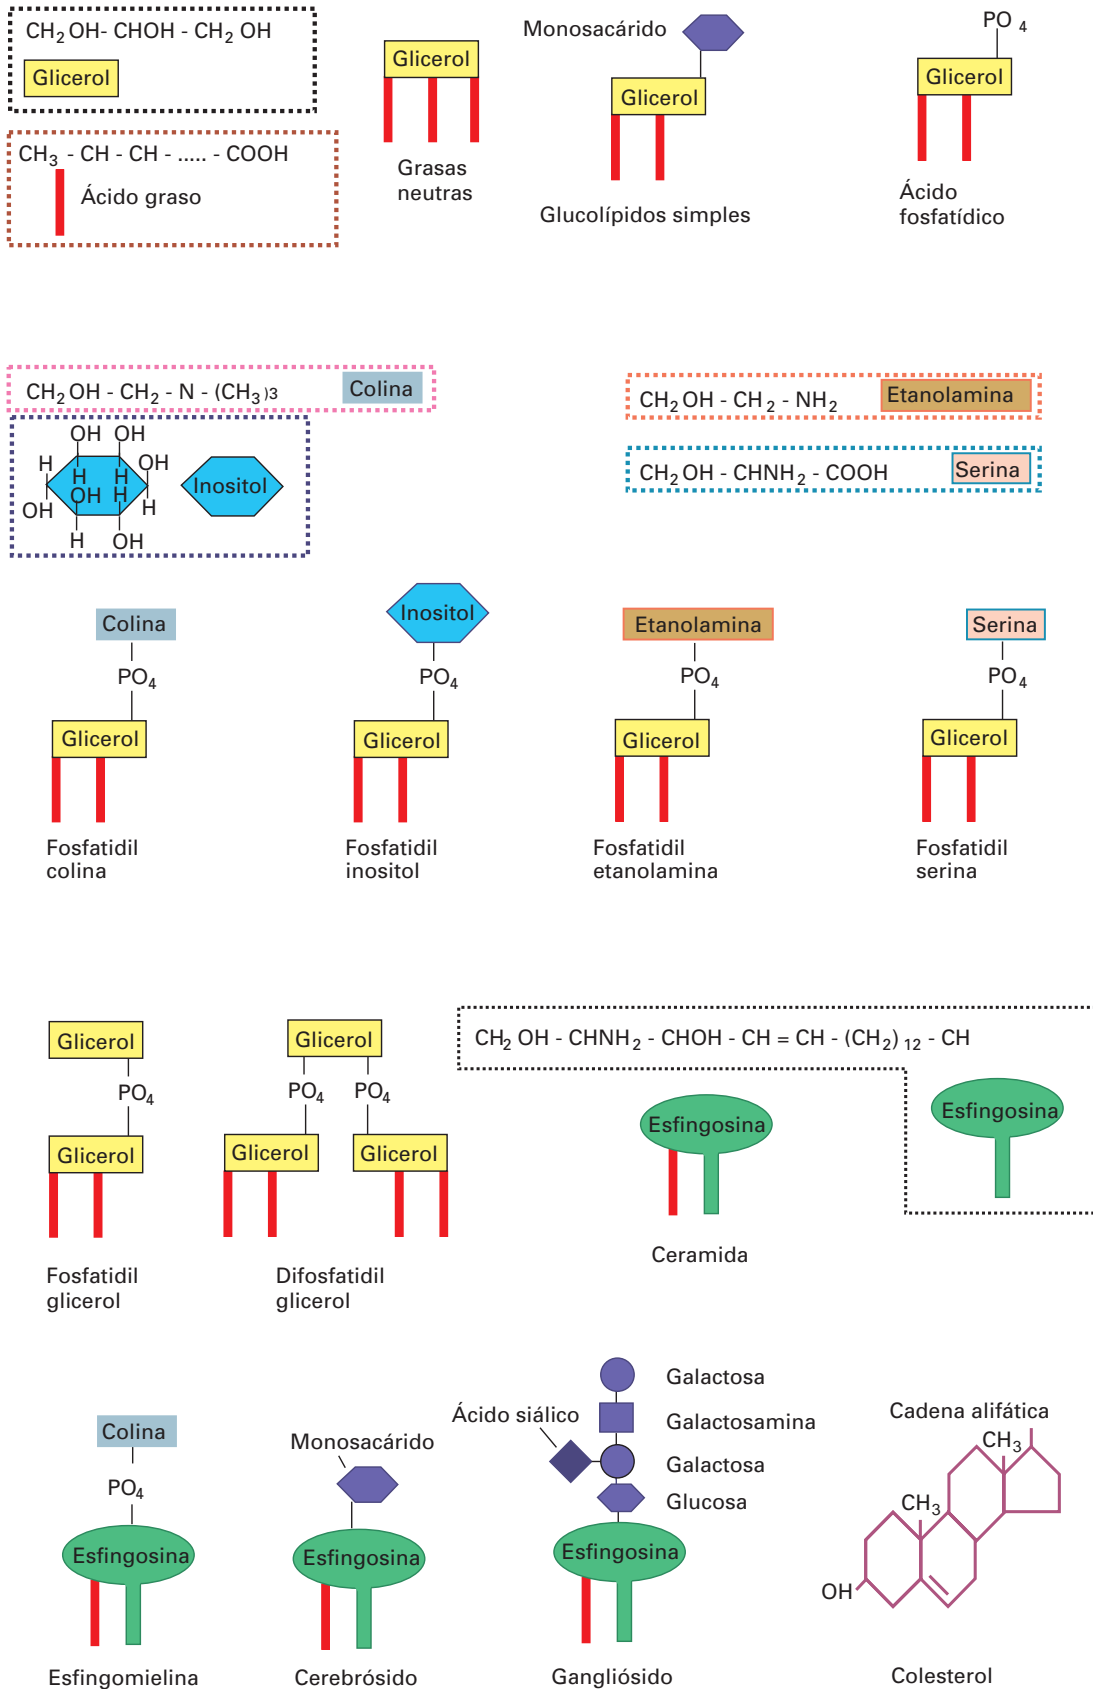 CH2 OH- CHOH - CH2 OH
Glicerol
CH3 - CH - CH - ..... - COOH
Ácido graso
Glicerol
Grasas
neutras
Monosacárido
Glicerol
Glucolípidos simples
PO 4
Glicerol
Ácido
fosfatídico
CH2 OH - CH2 - N - (CH3)3
Colina
OH OH
H H H OH
OH OH H H
H OH
Inositol
CH2 OH - CH2 - NH2
Etanolamina
CH2 OH - CHNH2 - COOH
Serina
Colina
PO4
Glicerol
Fosfatidil
colina
Inositol
PO4
Glicerol
Fosfatidil
inositol
Etanolamina
PO4
Glicerol
Fosfatidil
etanolamina
Serina
PO4
Glicerol
Fosfatidil
serina
Glicerol
PO4
Glicerol
Fosfatidil
glicerol
Glicerol
PO4 PO4
Glicerol Glicerol
Difosfatidil
glicerol
CH2 OH - CHNH2 - CHOH - CH = CH - (CH2) 12 - CH
Esfingosina
Esfingosina
Ceramida
Colina
PO4
Esfingosina
Esfingomielina
Monosacárido
Esfingosina
Cerebrósido
Galactosa
Ácido siálico
Galactosamina
Galactosa
Glucosa
Esfingosina
Gangliósido
Cadena alifática
CH3
CH3
OH
Colesterol